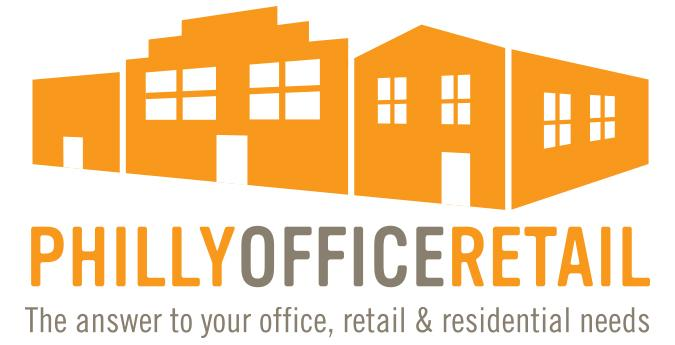 PHILLYOFFICERETAIL
The answer to your office, retail & residential needs